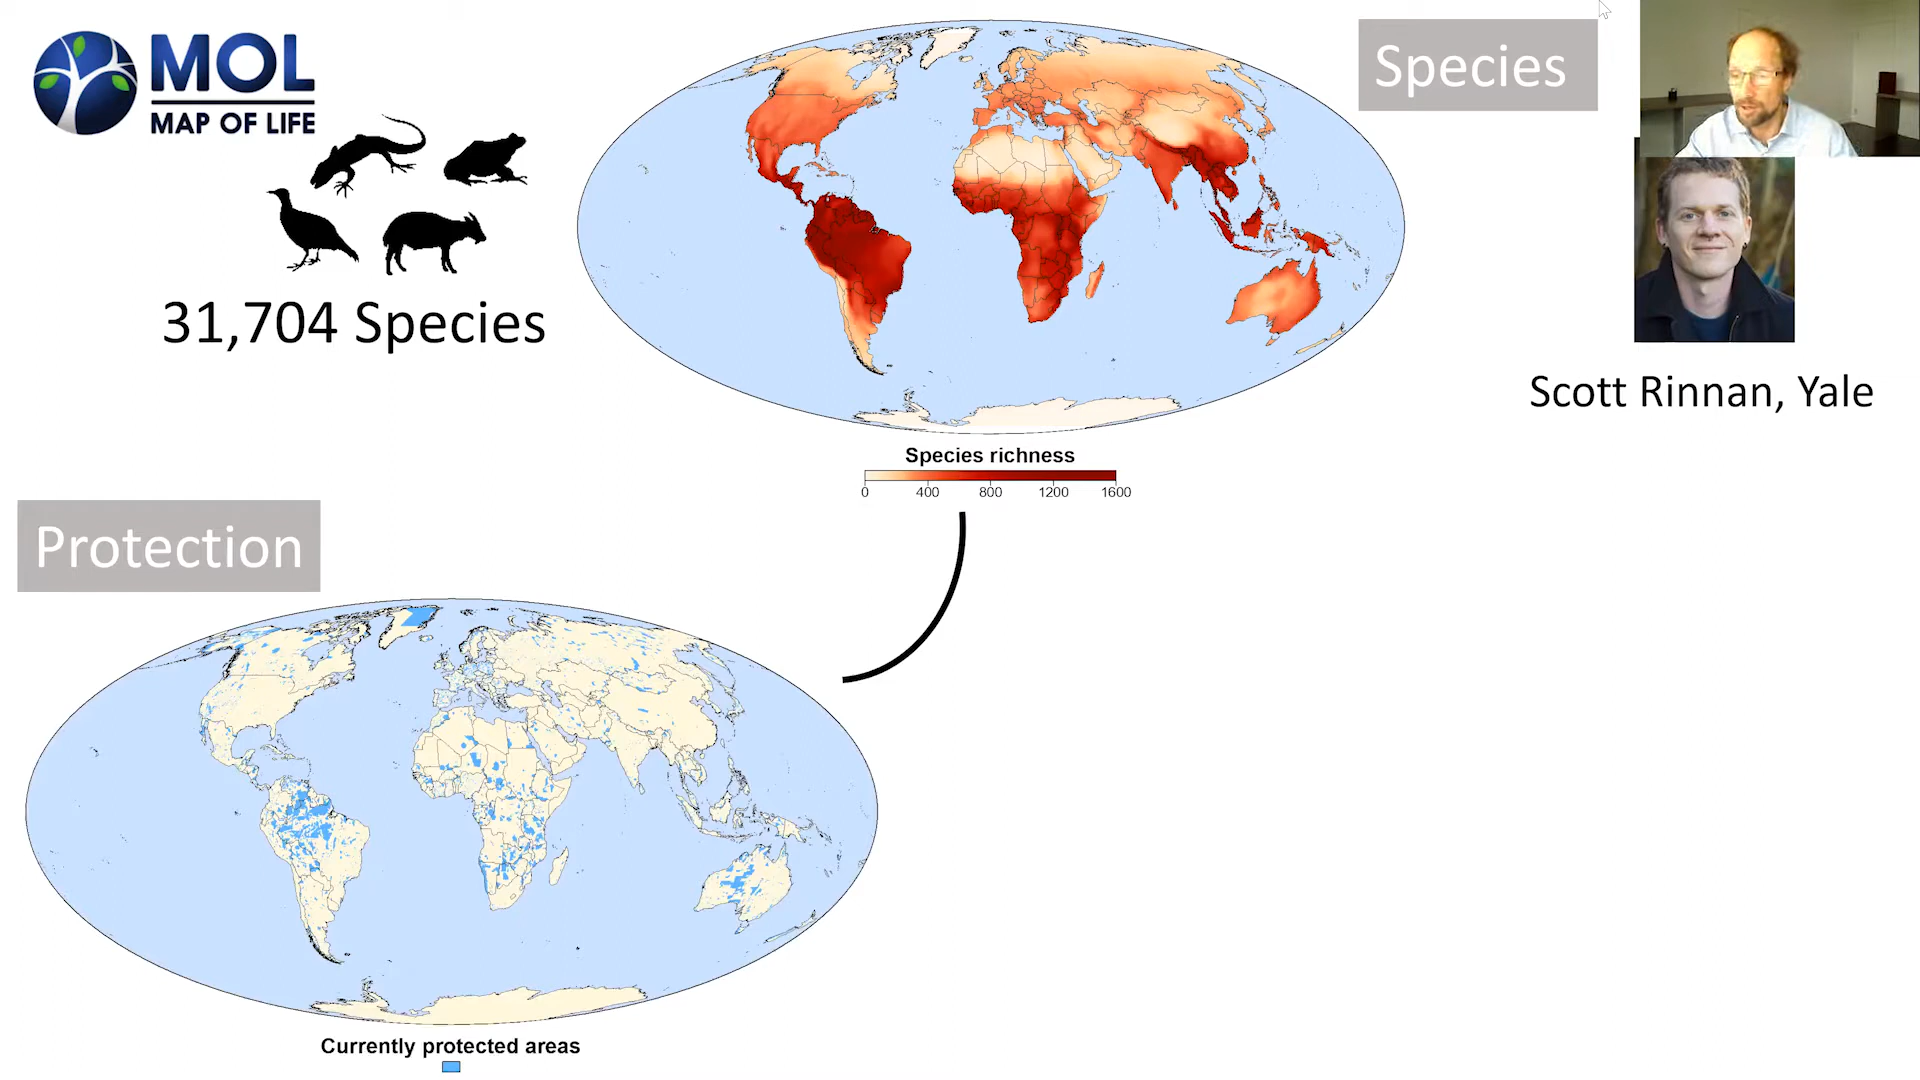 MOL
MAP OF LIFE
Species
31,704 Species
Scott Rinnan, Yale
Species richness
0 400 800 1200 1600
Protection
Currently protected areas